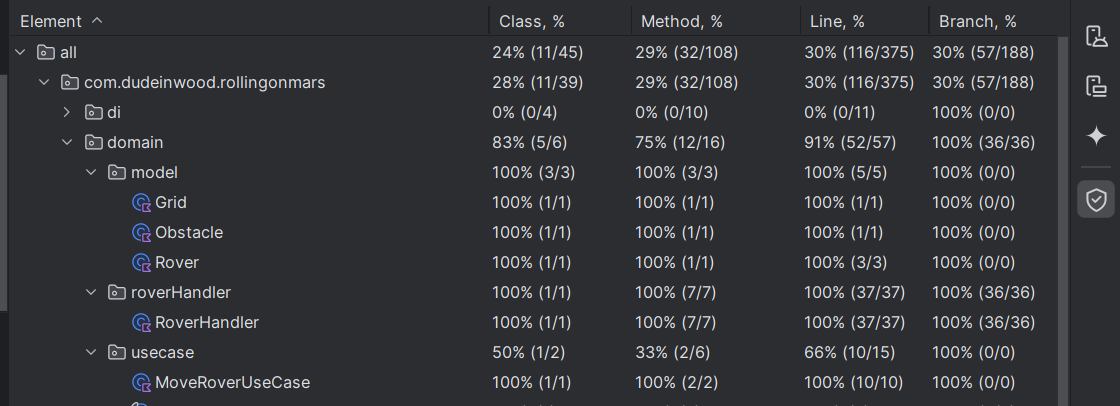 Element Class, % Method, % Line, % Branch, %
all 24% (11/45) 29% (32/108) 30% (116/375) 30% (57/188)
com.dudeinwood.rollingonmars 28% (11/39) 29% (32/108) 30% (116/375) 30% (57/188)
di 0% (0/4) 0% (0/10) 0% (0/11) 100% (0/0)
domain 83% (5/6) 75% (12/16) 91% (52/57) 100% (36/36)
model 100% (3/3) 100% (3/3) 100% (5/5) 100% (0/0)
Grid 100% (1/1) 100% (1/1) 100% (1/1) 100% (0/0)
Obstacle 100% (1/1) 100% (1/1) 100% (1/1) 100% (0/0)
Rover 100% (1/1) 100% (1/1) 100% (3/3) 100% (0/0)
roverHandler 100% (1/1) 100% (7/7) 100% (37/37) 100% (36/36)
RoverHandler 100% (1/1) 100% (7/7) 100% (37/37) 100% (36/36)
usecase 50% (1/2) 33% (2/6) 66% (10/15) 100% (0/0)
MoveRoverUseCase 100% (1/1) 100% (2/2) 100% (10/10) 100% (0/0)